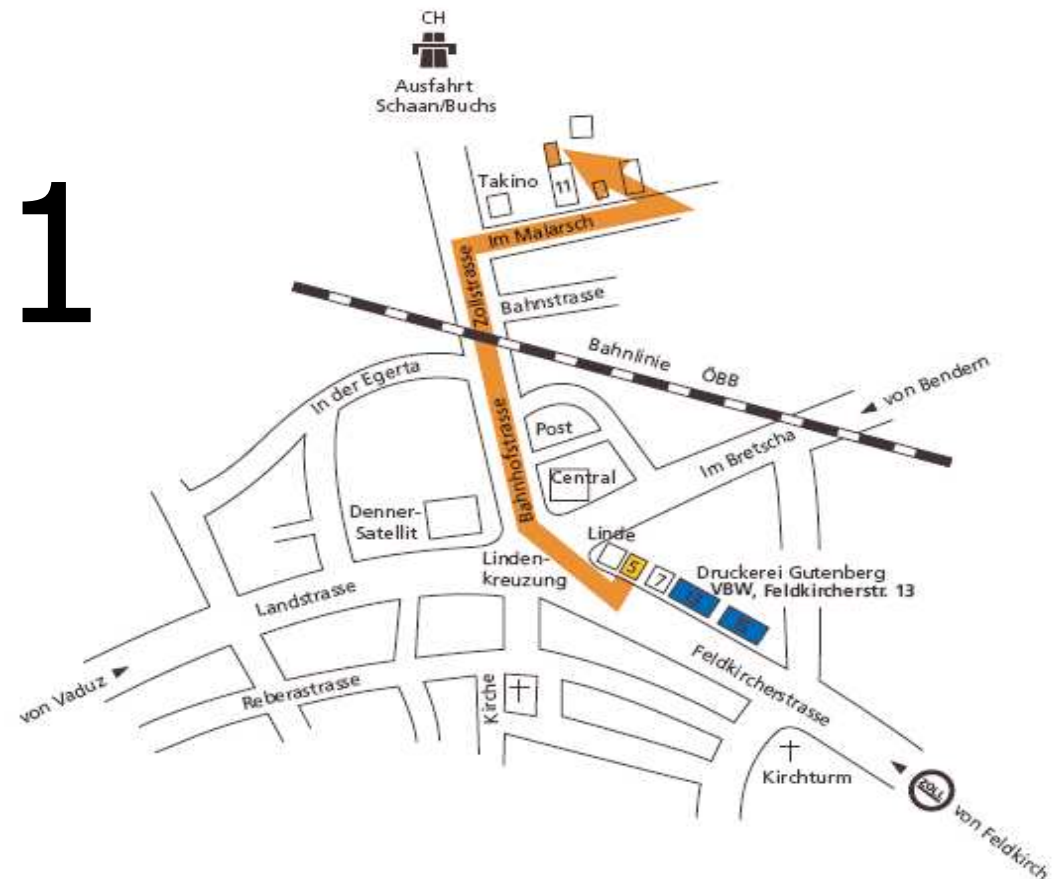 CH
Ausfahrt
Schaan/Buchs
1
Takino
11
Im Malarsch
Zollstrasse
Bahnstrasse
Bahnlinie ÖBB
von Bendern
In der Egerta
Bahnhofstrasse
Post
Im Bretscha
Central
Denner-
Satellit
Linde
Linden-
kreuzung
5
7
Druckerei Gutenberg
VBW, Feldkircherstr. 13
Landstrasse
Feldkircherstrasse
von Vaduz
Reberastrasse
Kirche
Kirchturm
ZOLL
von Feldkirch